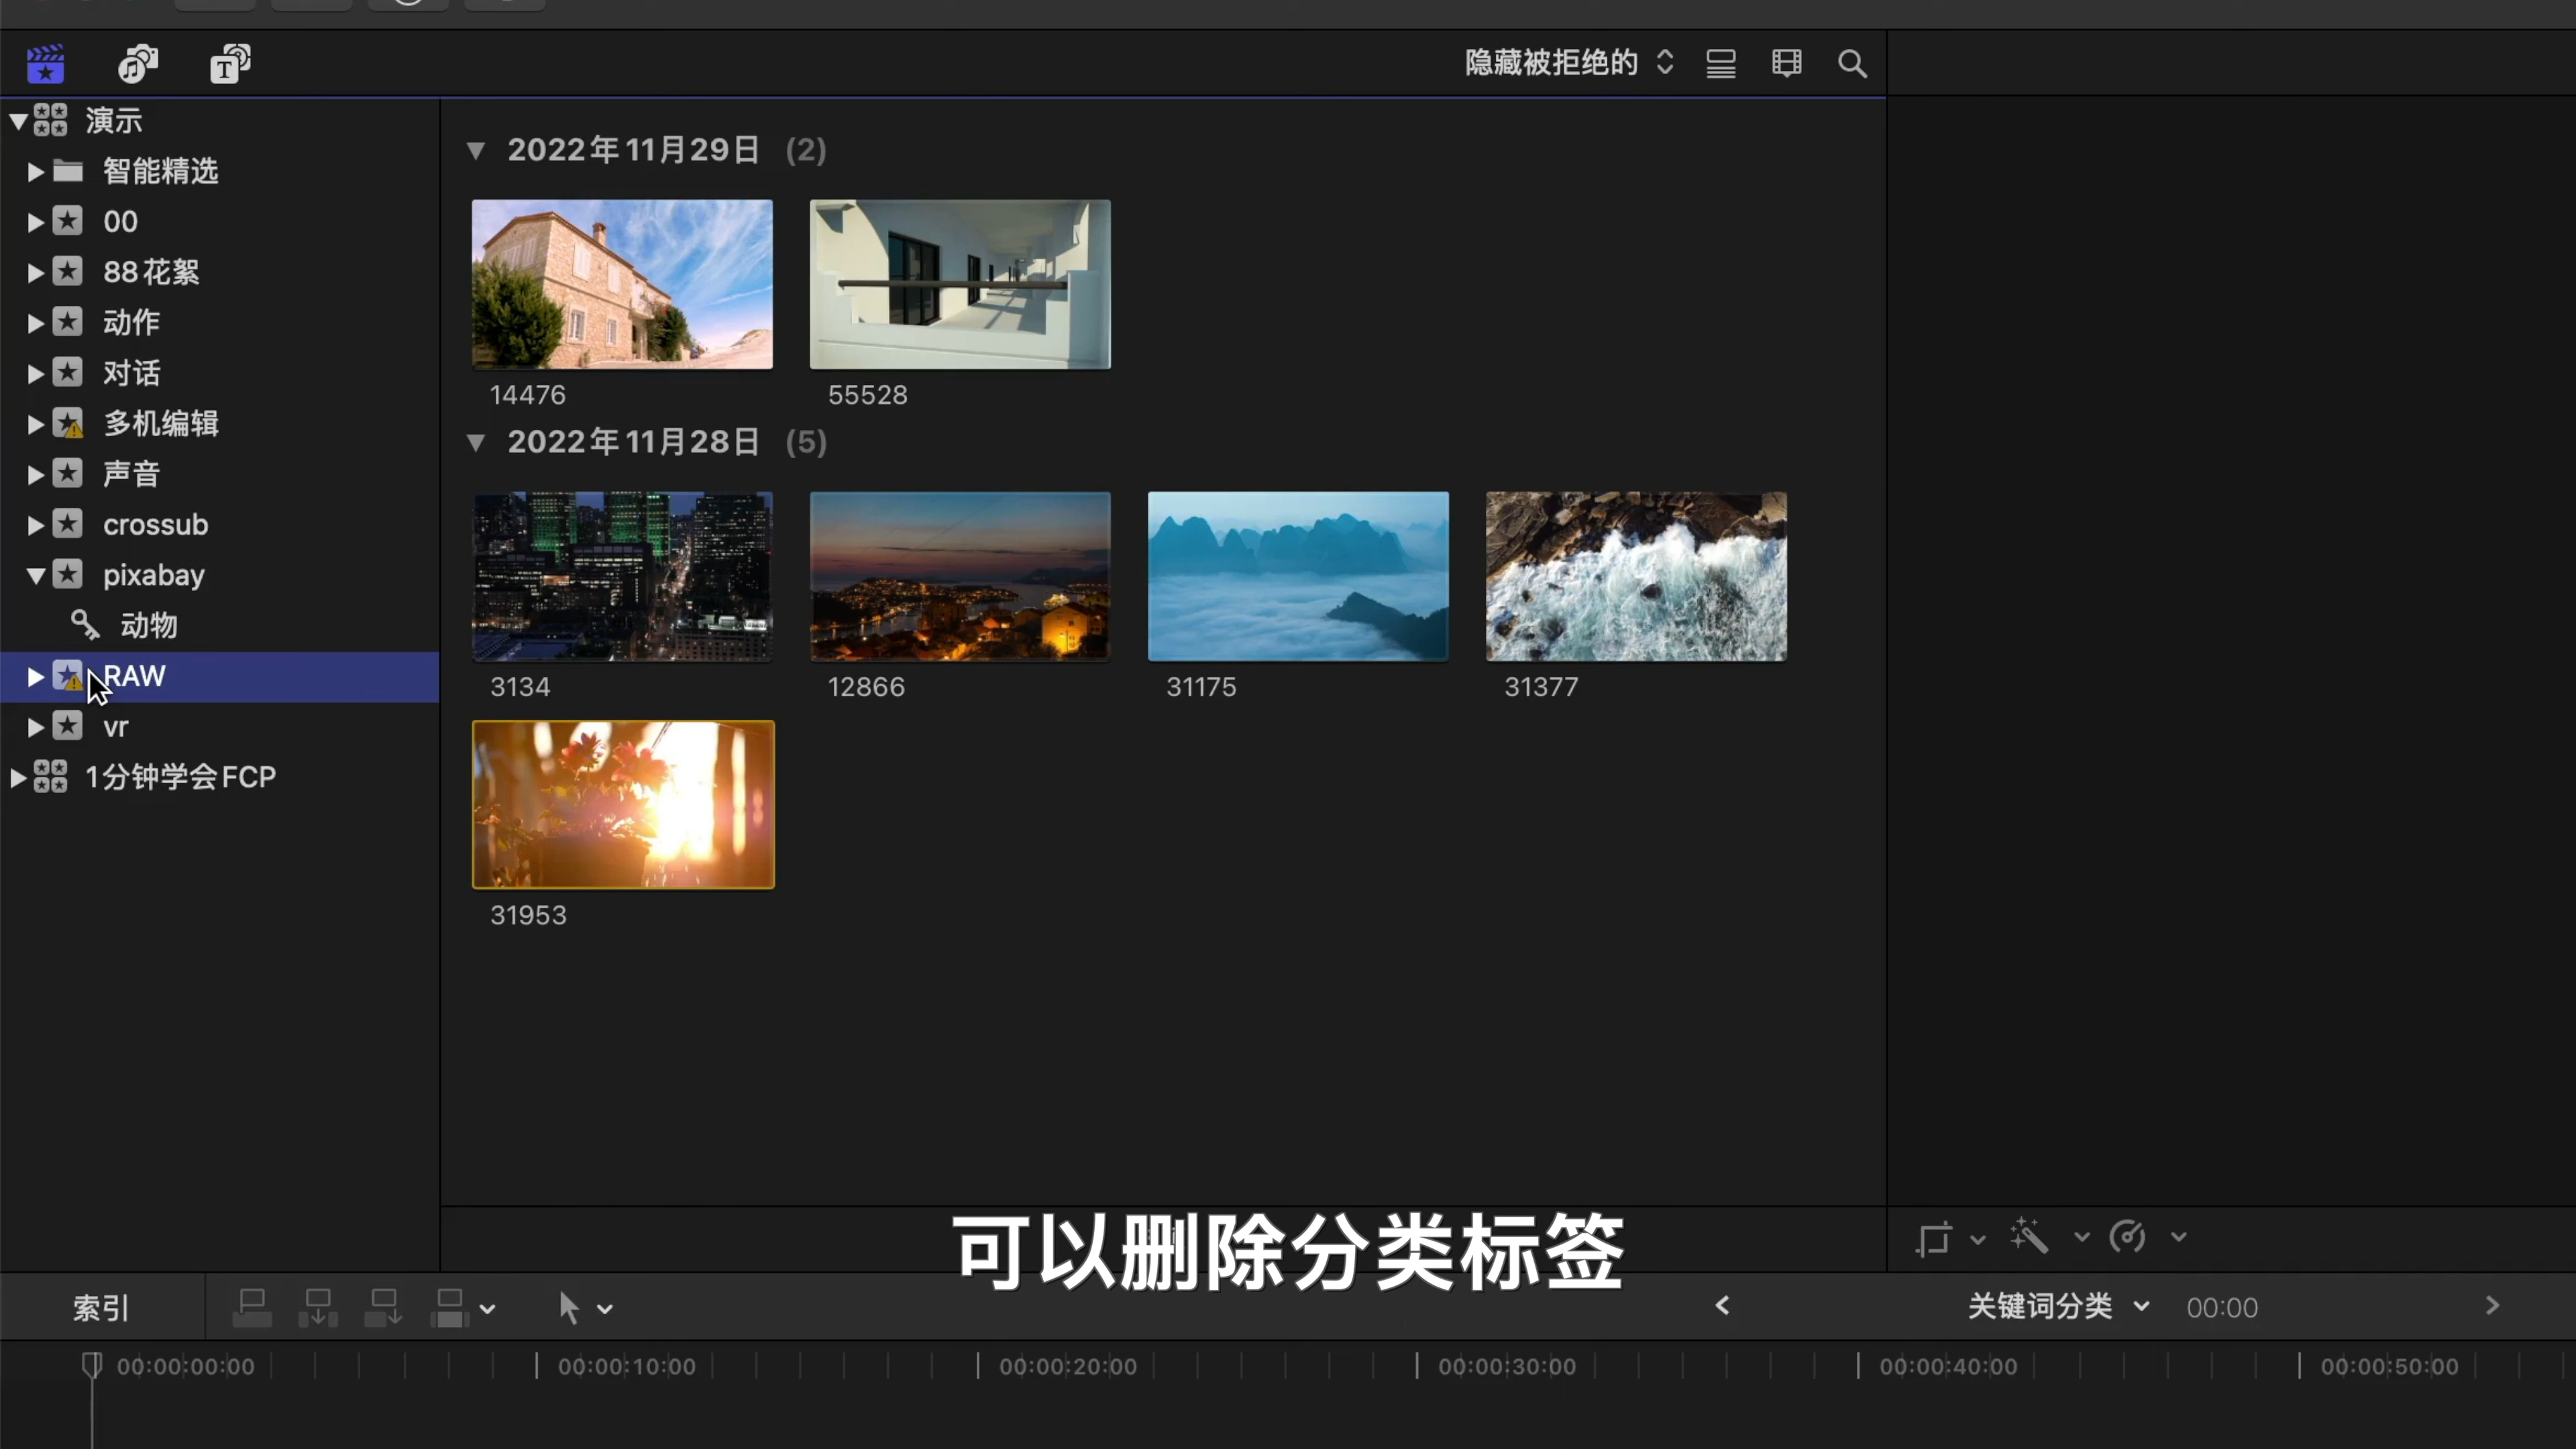 隐藏被拒绝的
演示
智能精选
00
88花絮
动作
对话
多机编辑
声音
crossub
pixabay
动物
RAW
vr
1分钟学会FCP
2022年11月29日 (2)
14476
55528
2022年11月28日 (5)
3134
12866
31175
31377
31953
可以删除分类标签
索引
关键词分类
00:00
00:00:00:00
00:00:10:00
00:00:20:00
00:00:30:00
00:00:40:00
00:00:50:00